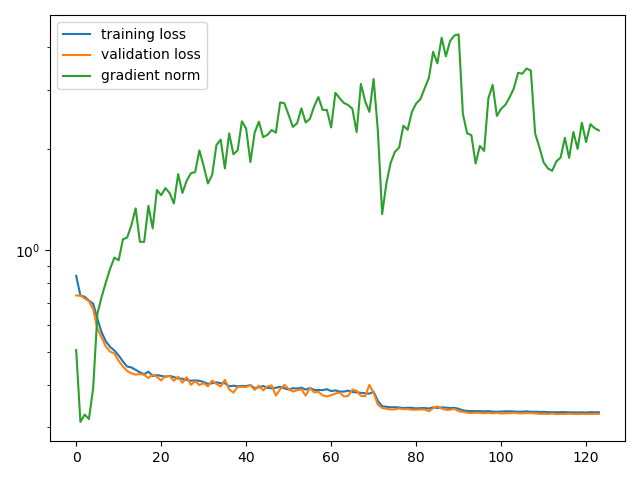 training loss
validation loss
gradient norm
10⁰
0 20 40 60 80 100 120